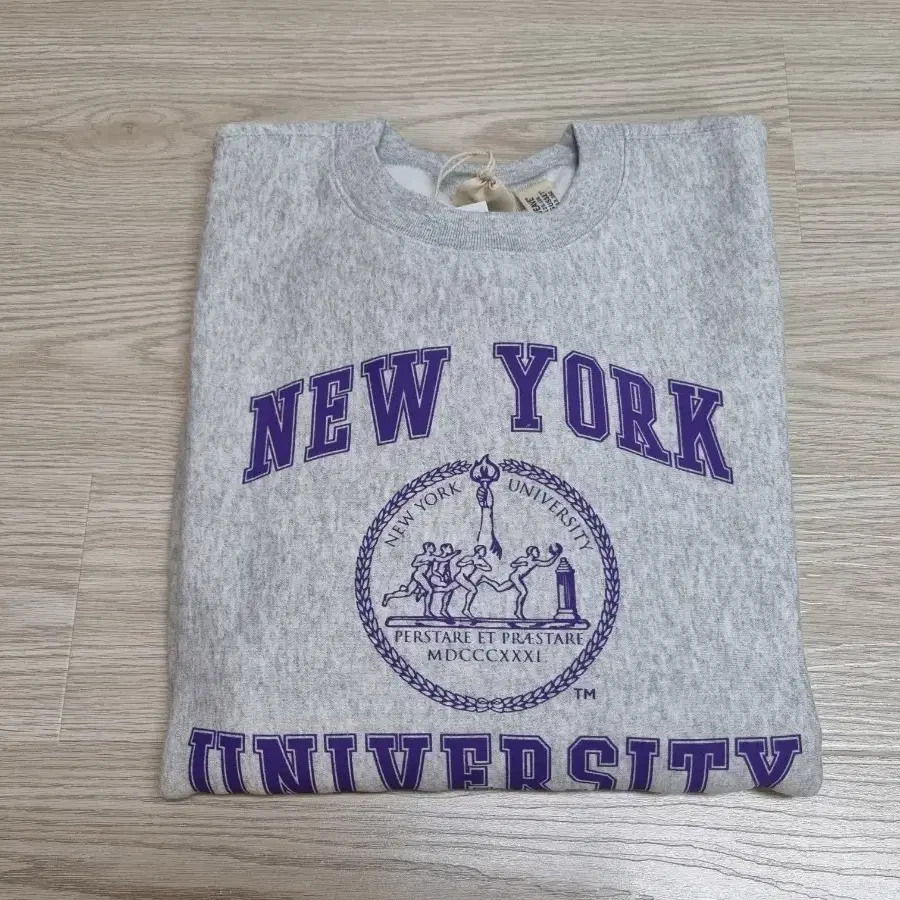 NEW YORK
NEW YORK UNIVERSITY
PERSTARE ET PRÆSTARE
MDCCCXXXI
TM
UNIVERSITY